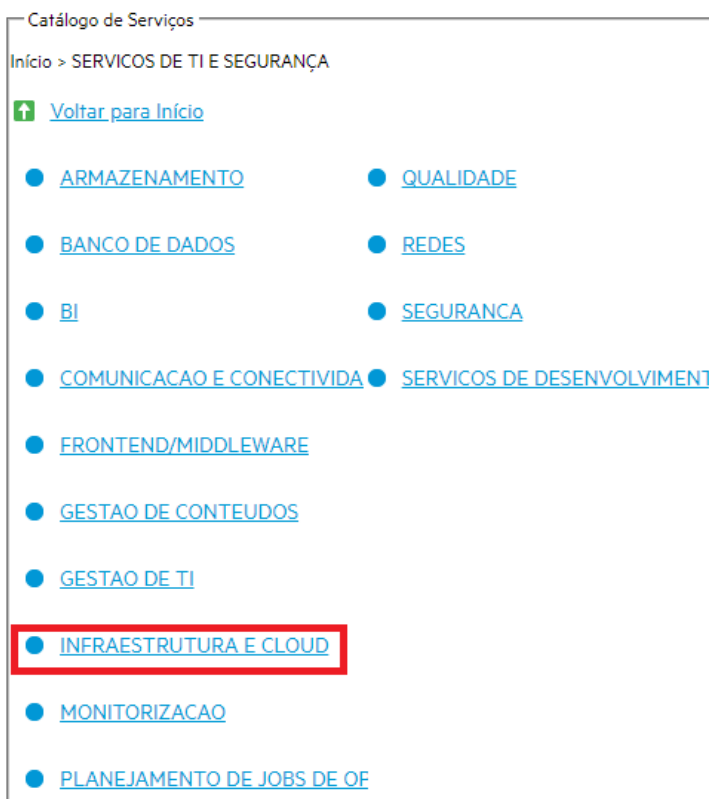 Catálogo de Serviços
Início > SERVICOS DE TI E SEGURANÇA
Voltar para Início
ARMAZENAMENTO
QUALIDADE
BANCO DE DADOS
REDES
BI
SEGURANCA
COMUNICACAO E CONECTIVIDA
SERVICOS DE DESENVOLVIMENT
FRONTEND/MIDDLEWARE
GESTAO DE CONTEUDOS
GESTAO DE TI
INFRAESTRUTURA E CLOUD
MONITORIZACAO
PLANEJAMENTO DE JOBS DE OF